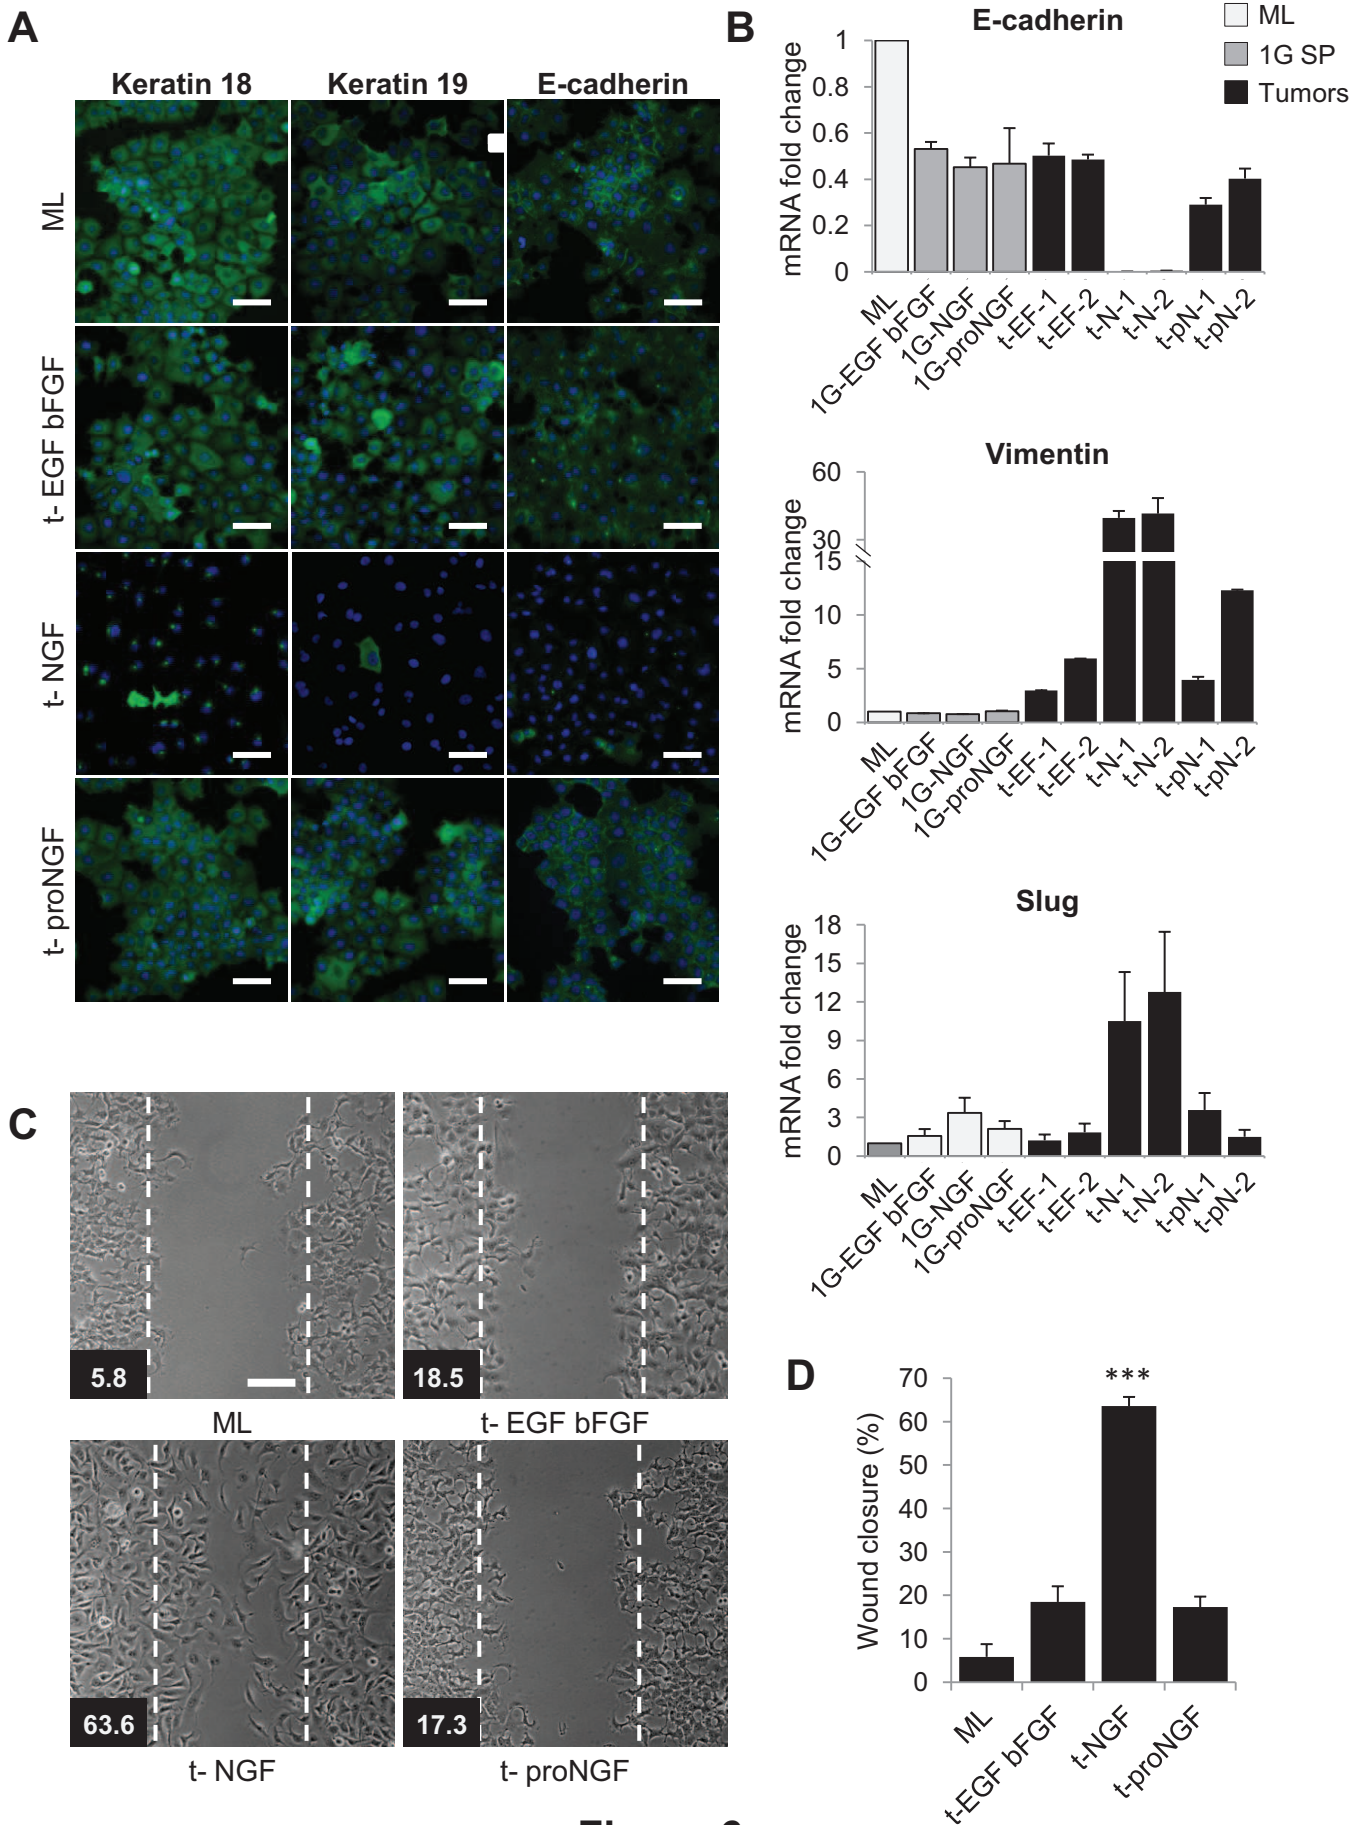 A
Keratin 18
Keratin 19
E-cadherin
ML
t- EGF bFGF
t- NGF
t- proNGF
B
E-cadherin
ML
1G SP
Tumors
mRNA fold change
1
0.8
0.6
0.4
0.2
0
ML
1G-EGF bFGF
1G-NGF
1G-proNGF
t-EF-1
t-EF-2
t-N-1
t-N-2
t-pN-1
t-pN-2
Vimentin
mRNA fold change
60
30
15
10
5
0
ML
1G-EGF bFGF
1G-NGF
1G-proNGF
t-EF-1
t-EF-2
t-N-1
t-N-2
t-pN-1
t-pN-2
Slug
mRNA fold change
18
15
12
9
6
3
0
ML
1G-EGF bFGF
1G-NGF
1G-proNGF
t-EF-1
t-EF-2
t-N-1
t-N-2
t-pN-1
t-pN-2
C
5.8
ML
18.5
t- EGF bFGF
63.6
t- NGF
17.3
t- proNGF
D
Wound closure (%)
70
60
50
40
30
20
10
0
***
ML
t-EGF bFGF
t-NGF
t-proNGF